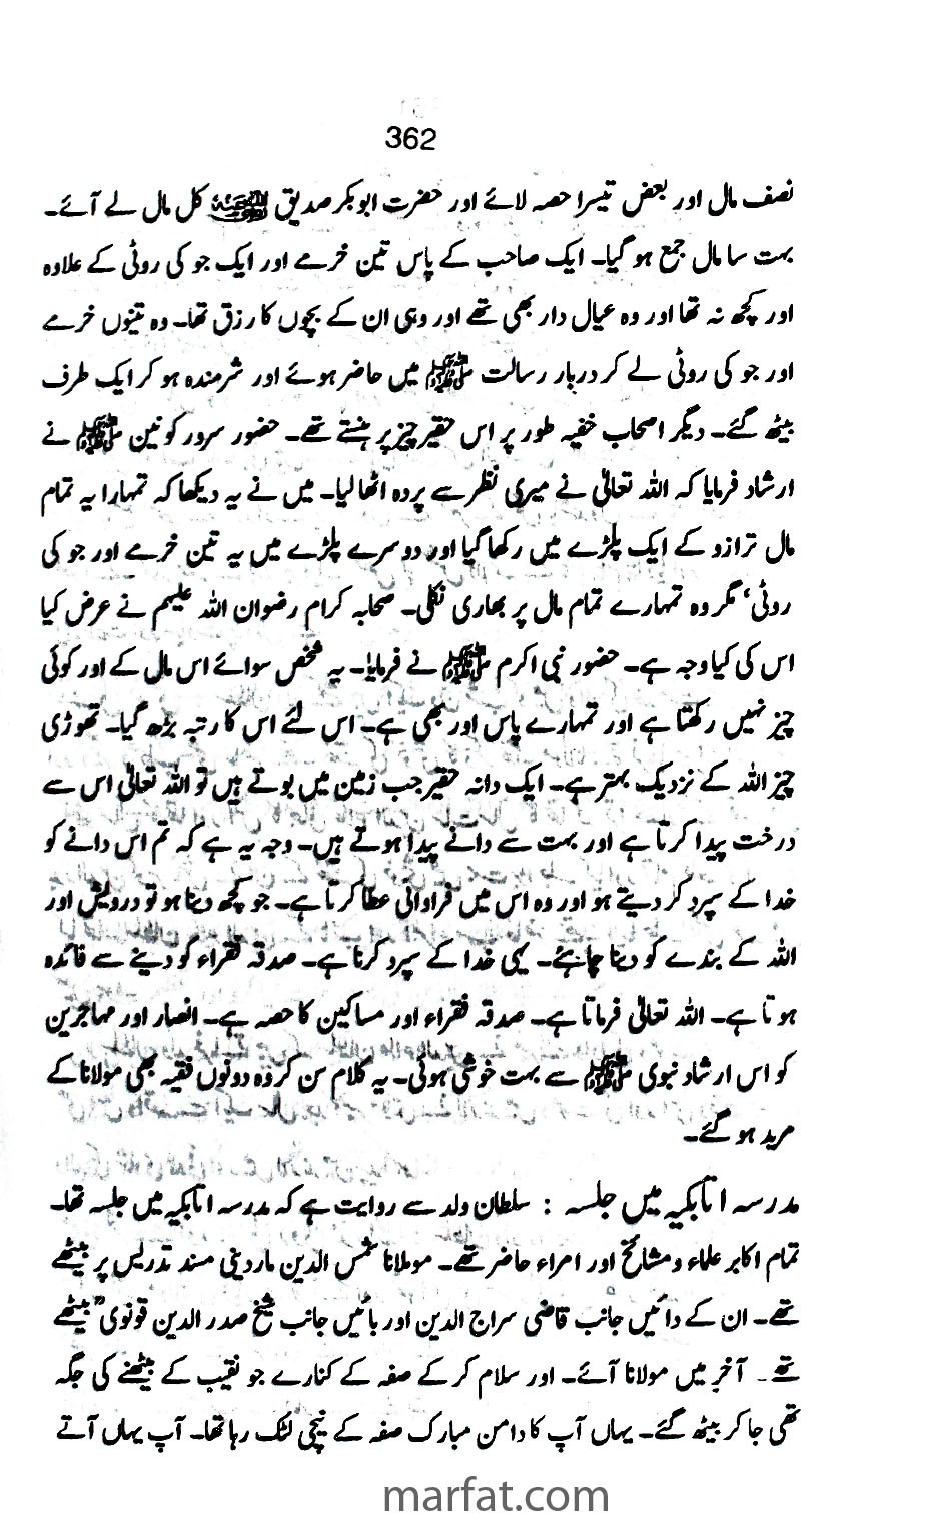 362
نصف مال اور بعض تیسرا حصہ لائے اور حضرت ابوبکر صدیق رضی اللہ عنہ کل مال لے آئے۔
بہت سا مال جمع ہو گیا۔ ایک صاحب کے پاس تین خرمے اور ایک جو کی روٹی کے علاوہ
اور کچھ نہ تھا اور وہ عیال دار بھی تھے اور وہی ان کے بچوں کا رزق تھا۔ وہ تینوں خرمے
اور جو کی روٹی لے کر دربار رسالت ﷺ میں حاضر ہوئے اور شرمندہ ہو کر ایک طرف
بیٹھ گئے۔ دیگر اصحاب خفیہ طور پر اس حقیر چیز پر ہنستے تھے۔ حضور سرور کونین ﷺ نے
ارشاد فرمایا کہ اللہ تعالیٰ نے میری نظر سے پردہ اٹھا لیا۔ میں نے یہ دیکھا کہ تمہارا یہ تمام
مال ترازو کے ایک پلڑے میں رکھا گیا اور دوسرے پلڑے میں یہ تین خرمے اور جو کی
روٹی، مگر وہ تمہارے تمام مال پر بھاری نکلی۔ صحابہ کرام رضوان اللہ علیہم نے عرض کیا
اس کی کیا وجہ ہے۔ حضور نبی اکرم ﷺ نے فرمایا۔ یہ شخص سوائے اس مال کے اور کوئی
چیز نہیں رکھتا ہے اور تمہارے پاس اور بھی ہے۔ اس لئے اس کا رتبہ بڑھ گیا۔ تھوڑی
چیز اللہ کے نزدیک بہتر ہے۔ ایک دانہ حقیر جب زمین میں بوتے ہیں تو اللہ تعالیٰ اس سے
درخت پیدا کرتا ہے اور بہت سے دانے پیدا ہوتے ہیں۔ وجہ یہ ہے کہ تم اس دانے کو
خدا کے سپرد کر دیتے ہو اور وہ اس میں فراوانی عطا کرتا ہے۔ جو کچھ دینا ہو تو درویش اور
اللہ کے بندے کو دینا چاہئے۔ یہی خدا کے سپرد کرنا ہے۔ صدقہ فقراء کو دینے سے فائدہ
ہوتا ہے۔ اللہ تعالیٰ فرماتا ہے۔ صدقہ فقراء اور مساکین کا حصہ ہے۔ انصار اور مہاجرین
کو اس ارشاد نبوی ﷺ سے بہت خوشی ہوئی۔ یہ کلام سن کر وہ دونوں فقیہ بھی مولانا کے
مرید ہو گئے۔
مدرسہ اتابکیہ میں جلسہ : سلطان ولد سے روایت ہے کہ مدرسہ اتابکیہ میں جلسہ تھا۔
تمام اکابر علماء و مشائخ اور امراء حاضر تھے۔ مولانا شمس الدین ماردینی مسند تدریس پر بیٹھے
تھے۔ ان کے دائیں جانب قاضی سراج الدین اور بائیں جانب شیخ صدر الدین قونویؒ بیٹھے
تھے۔ آخر میں مولانا آئے۔ اور سلام کر کے صفہ کے کنارے جو نقیب کے بیٹھنے کی جگہ
تھی جا کر بیٹھ گئے۔ یہاں آپ کا دامن مبارک صفہ کے نیچی لٹک رہا تھا۔ آپ یہاں آتے
marfat.com